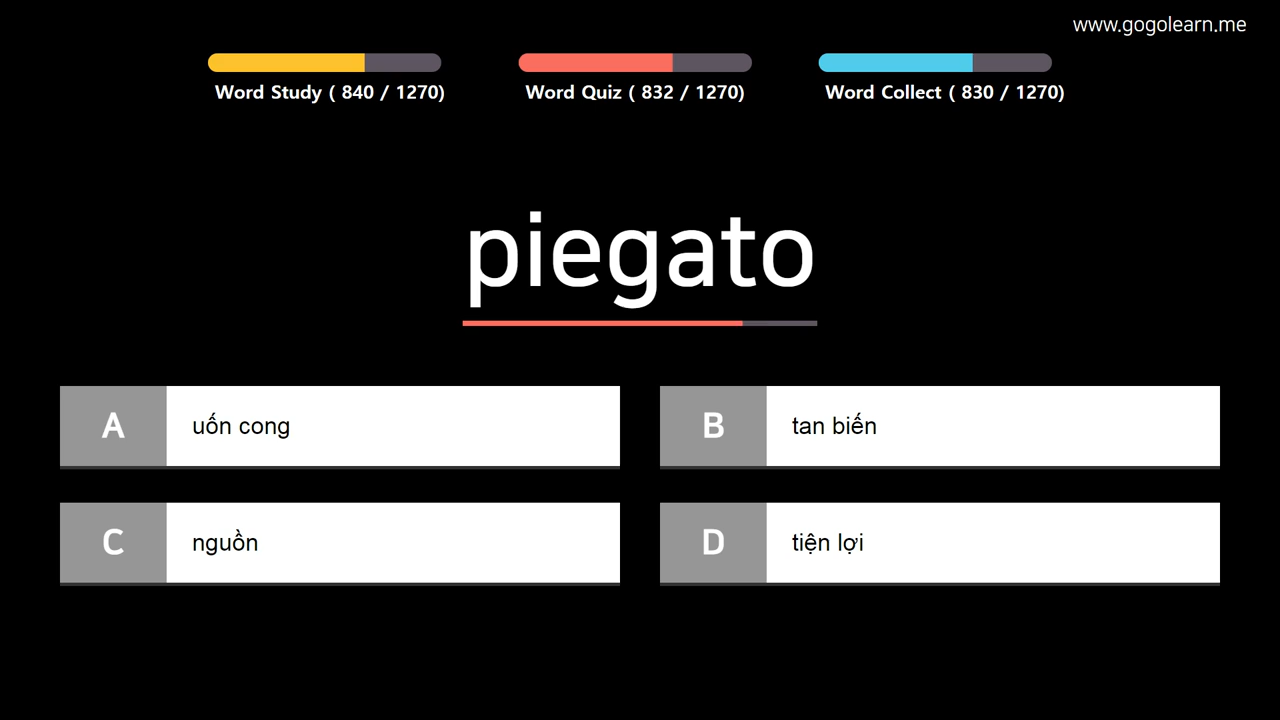 www.gogolearn.me
Word Study ( 840 / 1270)
Word Quiz ( 832 / 1270)
Word Collect ( 830 / 1270)
piegato
A uốn cong
B tan biến
C nguồn
D tiện lợi